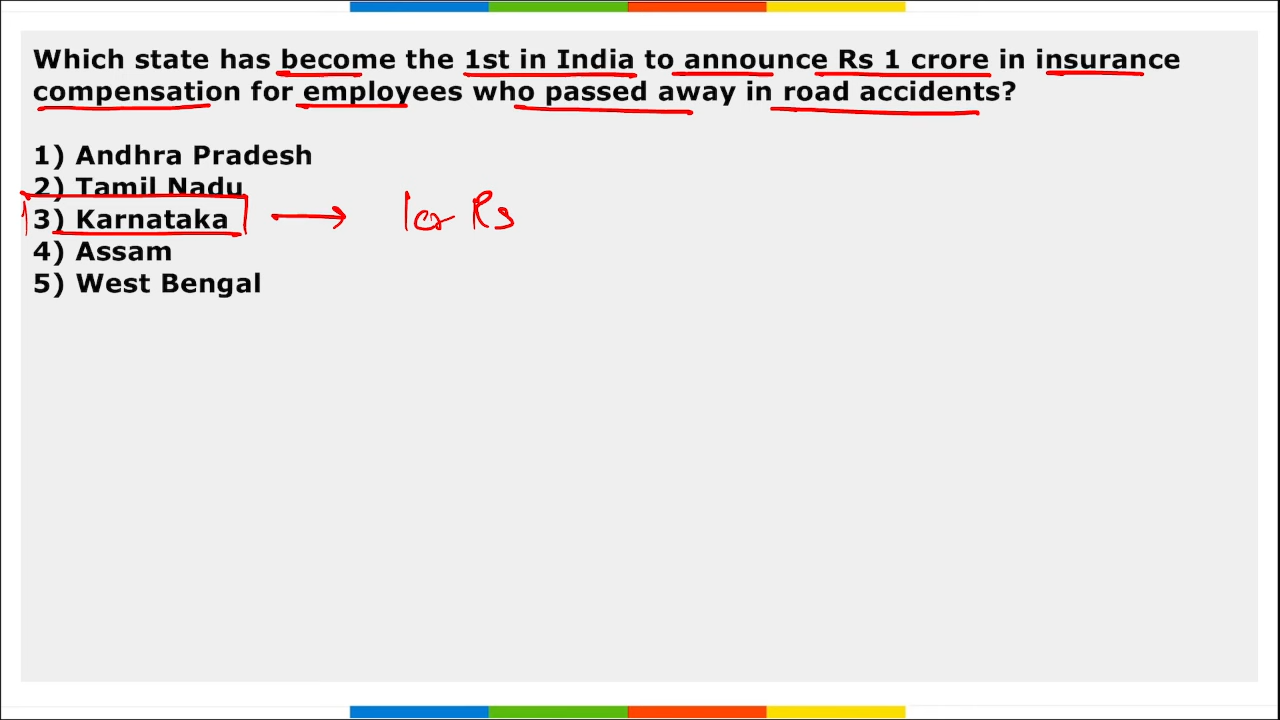 Which state has become the 1st in India to announce Rs 1 crore in insurance
compensation for employees who passed away in road accidents?
1) Andhra Pradesh
2) Tamil Nadu
3) Karnataka → 1cr Rs
4) Assam
5) West Bengal